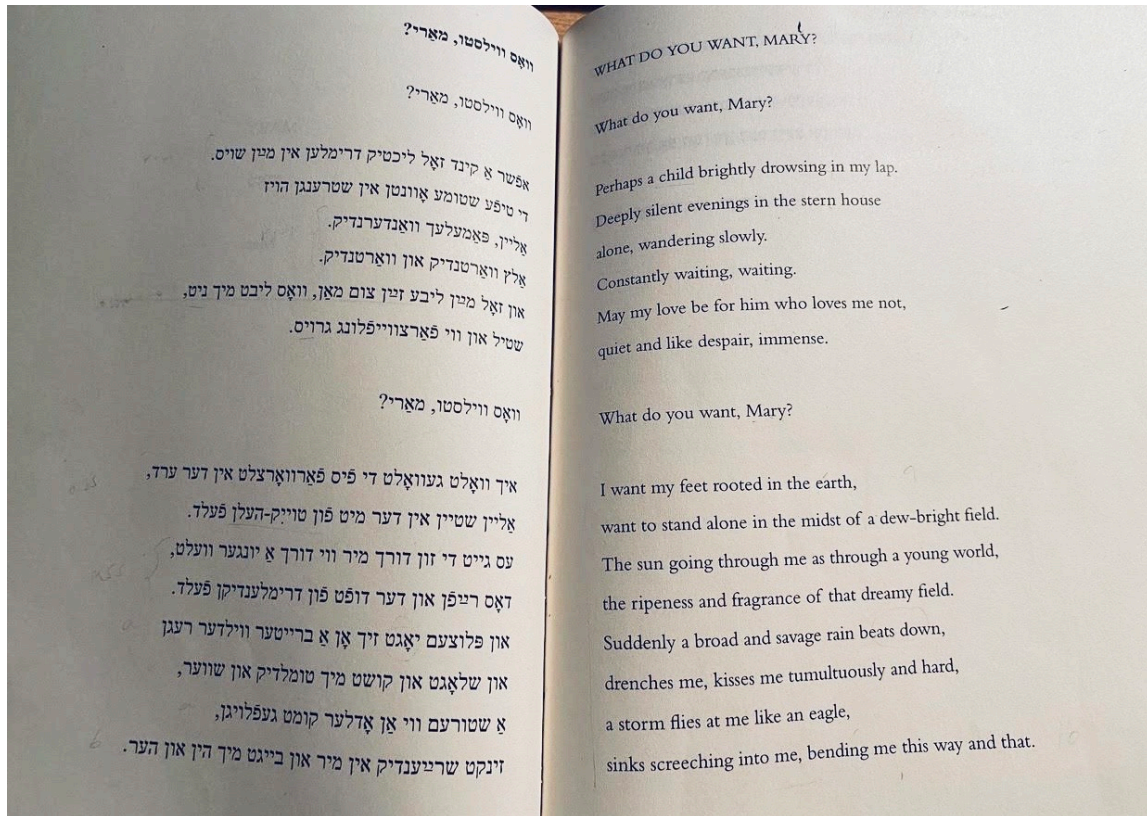 וואָס ווילסטו, מאַרי?
וואָס ווילסטו, מאַרי?
אפֿשר אַ קינד זאָל ליכטיק דרימלען אין מײַן שויס.
די טיפֿע שטומע אָוונטן אין שטרענגן הויז
אַליין, פּאַמעלעך וואַנדערנדיק.
אַלץ וואַרטנדיק און וואַרטנדיק.
און זאָל מײַן ליבע זײַן צום מאַן, וואָס ליבט מיך ניט,
שטיל און ווי פֿאַרצווייפֿלונג גרויס.
וואָס ווילסטו, מאַרי?
איך וואָלט געוואָלט די פֿיס פֿאַרוואָרצלט אין דער ערד,
אַליין שטיין אין דער מיט פֿון טוייִק-העלן פֿעלד.
עס גייט די זון דורך מיר ווי דורך אַ יונגער וועלט,
דאָס רײַפֿן און דער דופֿט פֿון דרימלענדיקן פֿעלד.
און פּלוצעם יאָגט זיך אָן אַ ברייטער ווילדער רעגן
און שלאָגט און קושט מיך טומלדיק און שווער,
אַ שטורעם ווי אַן אָדלער קומט געפֿלויגן,
זינקט שרײַענדיק אין מיר און בייגט מיך הין און הער.
WHAT DO YOU WANT, MARY?
What do you want, Mary?
Perhaps a child brightly drowsing in my lap.
Deeply silent evenings in the stern house
alone, wandering slowly.
Constantly waiting, waiting.
May my love be for him who loves me not,
quiet and like despair, immense.
What do you want, Mary?
I want my feet rooted in the earth,
want to stand alone in the midst of a dew-bright field.
The sun going through me as through a young world,
the ripeness and fragrance of that dreamy field.
Suddenly a broad and savage rain beats down,
drenches me, kisses me tumultuously and hard,
a storm flies at me like an eagle,
sinks screeching into me, bending me this way and that.